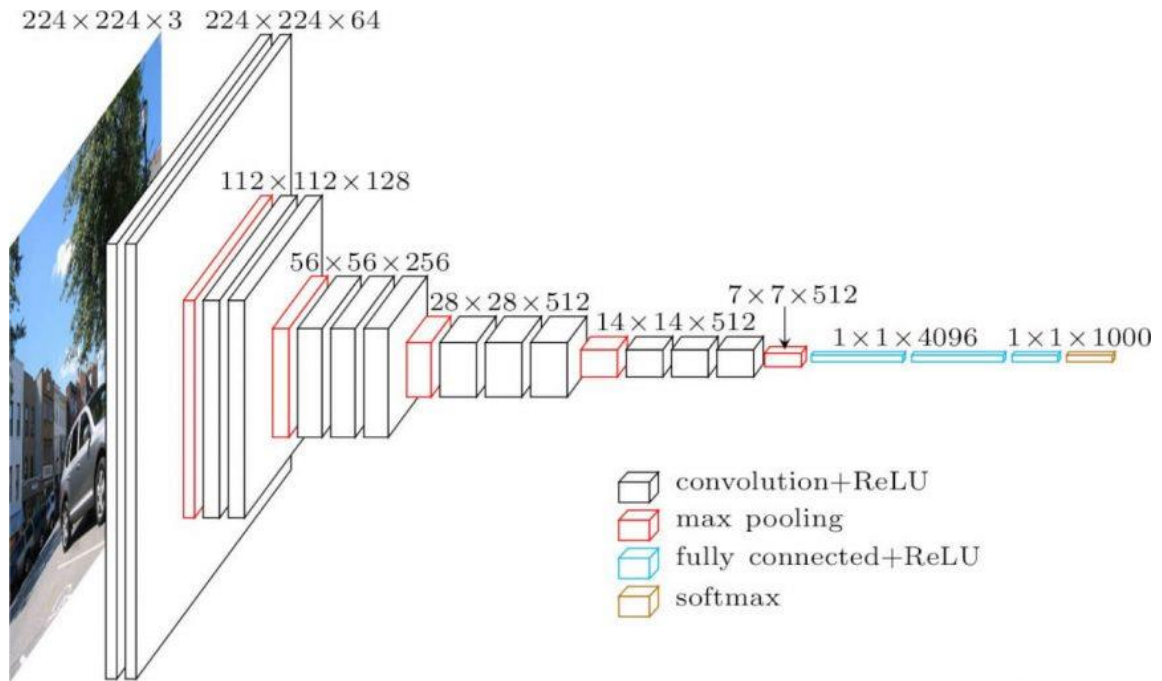 224×224×3
224×224×64
112×112×128
56×56×256
28×28×512
14×14×512
7×7×512
1×1×4096
1×1×1000
convolution+ReLU
max pooling
fully connected+ReLU
softmax